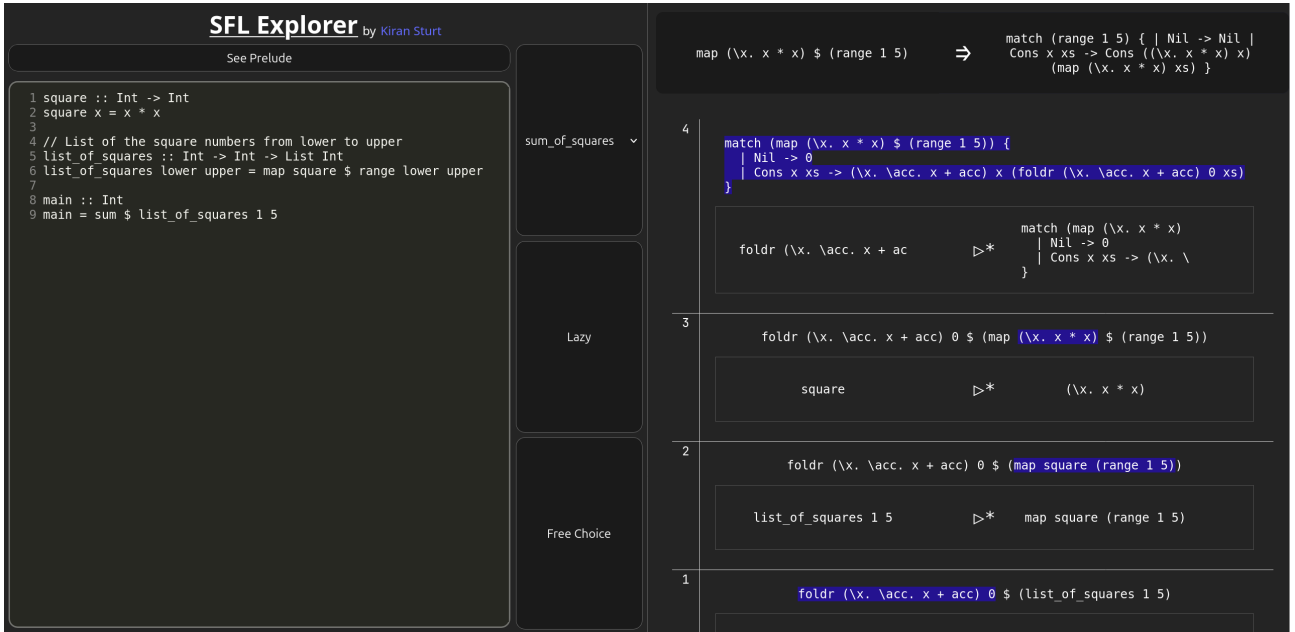 SFL Explorer by Kiran Sturt
See Prelude
1 square :: Int -> Int
2 square x = x * x
3
4 // List of the square numbers from lower to upper
5 list_of_squares :: Int -> Int -> List Int
6 list_of_squares lower upper = map square $ range lower upper
7
8 main :: Int
9 main = sum $ list_of_squares 1 5
sum_of_squares
Lazy
Free Choice
map (\x. x * x) $ (range 1 5)
⇒
match (range 1 5) { | Nil -> Nil |
Cons x xs -> Cons ((\x. x * x) x)
(map (\x. x * x) xs) }
4
match (map (\x. x * x) $ (range 1 5)) {
| Nil -> 0
| Cons x xs -> (\x. \acc. x + acc) x (foldr (\x. \acc. x + acc) 0 xs)
}
foldr (\x. \acc. x + ac
▷*
match (map (\x. x * x)
| Nil -> 0
| Cons x xs -> (\x. \
}
3
foldr (\x. \acc. x + acc) 0 $ (map (\x. x * x) $ (range 1 5))
square ▷* (\x. x * x)
2
foldr (\x. \acc. x + acc) 0 $ (map square (range 1 5))
list_of_squares 1 5 ▷* map square (range 1 5)
1
foldr (\x. \acc. x + acc) 0 $ (list_of_squares 1 5)